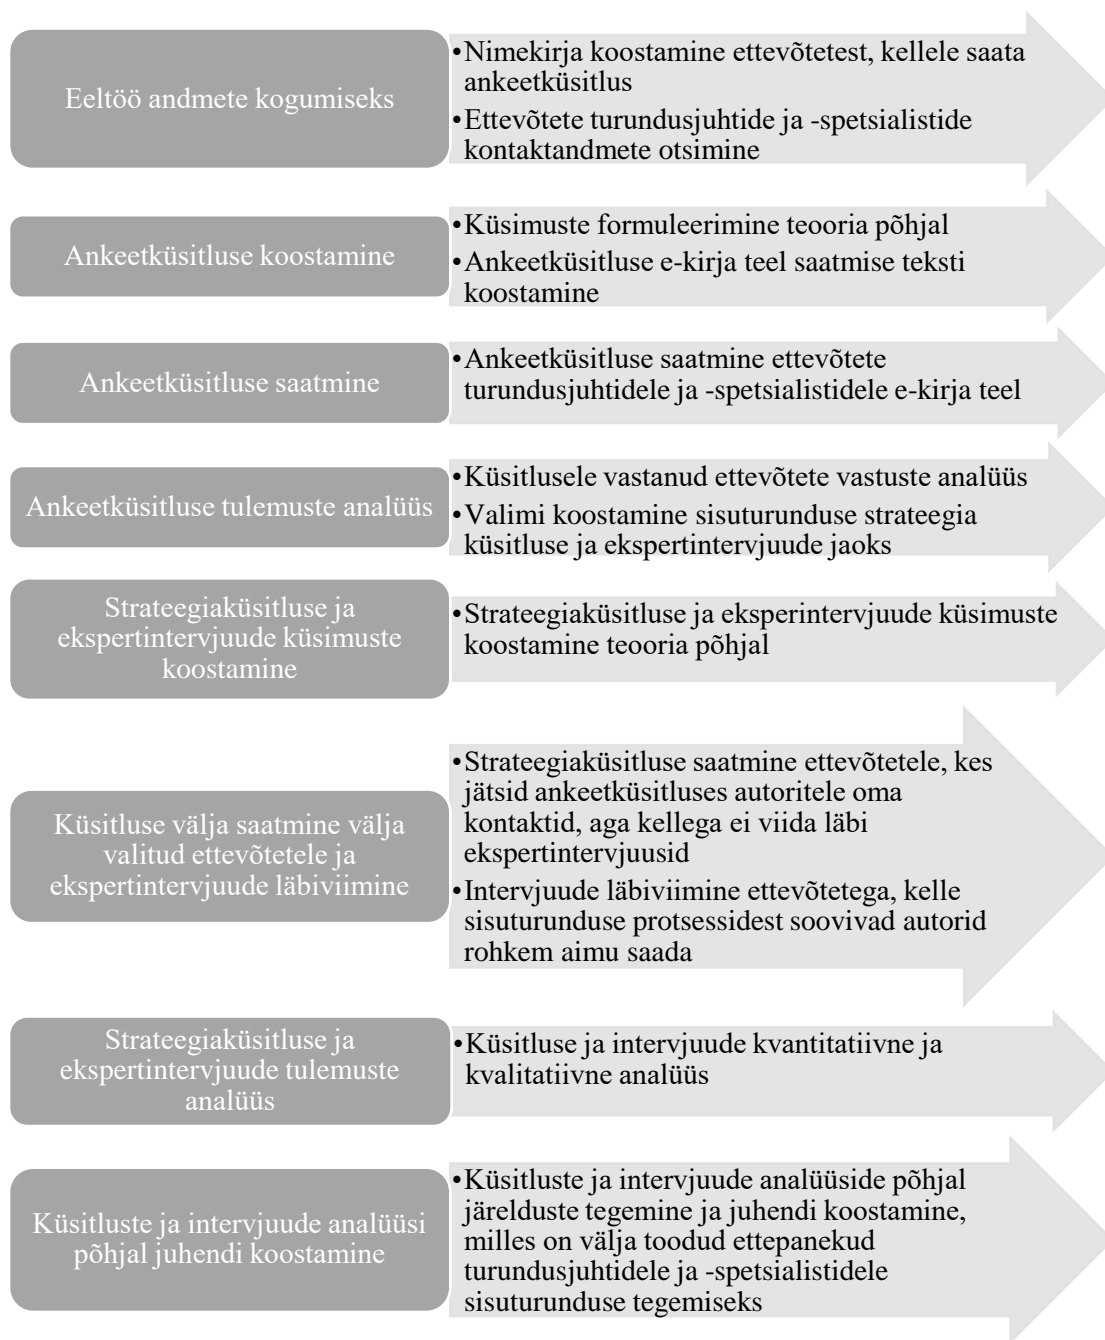 Eeltöö andmete kogumiseks
•Nimekirja koostamine ettevõtetest, kellele saata
ankeetküsitlus
•Ettevõtete turundusjuhtide ja -spetsialistide
kontaktandmete otsimine
Ankeetküsitluse koostamine
•Küsimuste formuleerimine teooria põhjal
•Ankeetküsitluse e-kirja teel saatmise teksti
koostamine
Ankeetküsitluse saatmine
•Ankeetküsitluse saatmine ettevõtete
turundusjuhtidele ja -spetsialistidele e-kirja teel
Ankeetküsitluse tulemuste analüüs
•Küsitlusele vastanud ettevõtete vastuste analüüs
•Valimi koostamine sisuturunduse strateegia
küsitluse ja ekspertintervjuude jaoks
Strateegiaküsitluse ja
ekspertintervjuude küsimuste
koostamine
•Strateegiaküsitluse ja eksperintervjuude küsimuste
koostamine teooria põhjal
Küsitluse välja saatmine välja
valitud ettevõtetele ja
ekspertintervjuude läbiviimine
•Strateegiaküsitluse saatmine ettevõtetele, kes
jätsid ankeetküsitluses autoritele oma
kontaktid, aga kellega ei viida läbi
ekspertintervjuusid
•Intervjuude läbiviimine ettevõtetega, kelle
sisuturunduse protsessidest soovivad autorid
rohkem aimu saada
Strateegiaküsitluse ja
ekspertintervjuude tulemuste
analüüs
•Küsitluse ja intervjuude kvantitatiivne ja
kvalitatiivne analüüs
Küsitluste ja intervjuude analüüsi
põhjal juhendi koostamine
•Küsitluste ja intervjuude analüüside põhjal
järelduste tegemine ja juhendi koostamine,
milles on välja toodud ettepanekud
turundusjuhtidele ja -spetsialistidele
sisuturunduse tegemiseks